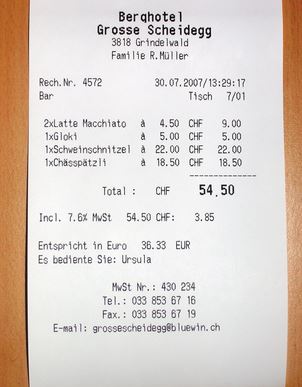 Berghotel
Grosse Scheidegg
3818 Grindelwald
Familie R.Müller
Rech.Nr. 4572 30.07.2007/13:29:17
Bar Tisch 7/01
2xLatte Macchiato à 4.50 CHF 9.00
1xGloki à 5.00 CHF 5.00
1xSchweinschnitzel à 22.00 CHF 22.00
1xChässpätzli à 18.50 CHF 18.50
Total: CHF 54.50
Incl. 7.6% MwSt 54.50 CHF: 3.85
Entspricht in Euro 36.33 EUR
Es bediente Sie: Ursula
MwSt Nr.: 430 234
Tel.: 033 853 67 16
Fax.: 033 853 67 19
E-mail: grossescheidegg@bluewin.ch